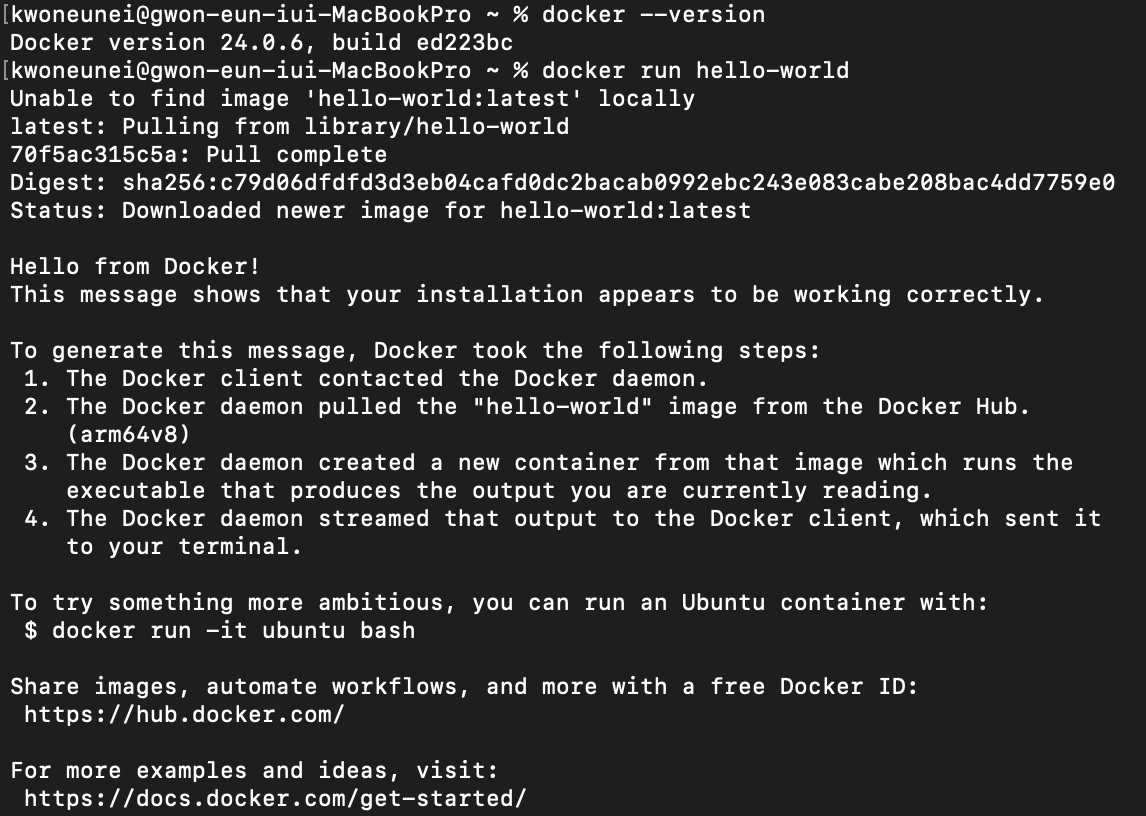 [kwoneunei@gwon-eun-iui-MacBookPro ~ % docker --version
Docker version 24.0.6, build ed223bc
[kwoneunei@gwon-eun-iui-MacBookPro ~ % docker run hello-world
Unable to find image 'hello-world:latest' locally
latest: Pulling from library/hello-world
70f5ac315c5a: Pull complete
Digest: sha256:c79d06dfdfd3d3eb04cafd0dc2bacab0992ebc243e083cabe208bac4dd7759e0
Status: Downloaded newer image for hello-world:latest
Hello from Docker!
This message shows that your installation appears to be working correctly.
To generate this message, Docker took the following steps:
1. The Docker client contacted the Docker daemon.
2. The Docker daemon pulled the "hello-world" image from the Docker Hub.
(arm64v8)
3. The Docker daemon created a new container from that image which runs the
executable that produces the output you are currently reading.
4. The Docker daemon streamed that output to the Docker client, which sent it
to your terminal.
To try something more ambitious, you can run an Ubuntu container with:
$ docker run -it ubuntu bash
Share images, automate workflows, and more with a free Docker ID:
https://hub.docker.com/
For more examples and ideas, visit:
https://docs.docker.com/get-started/